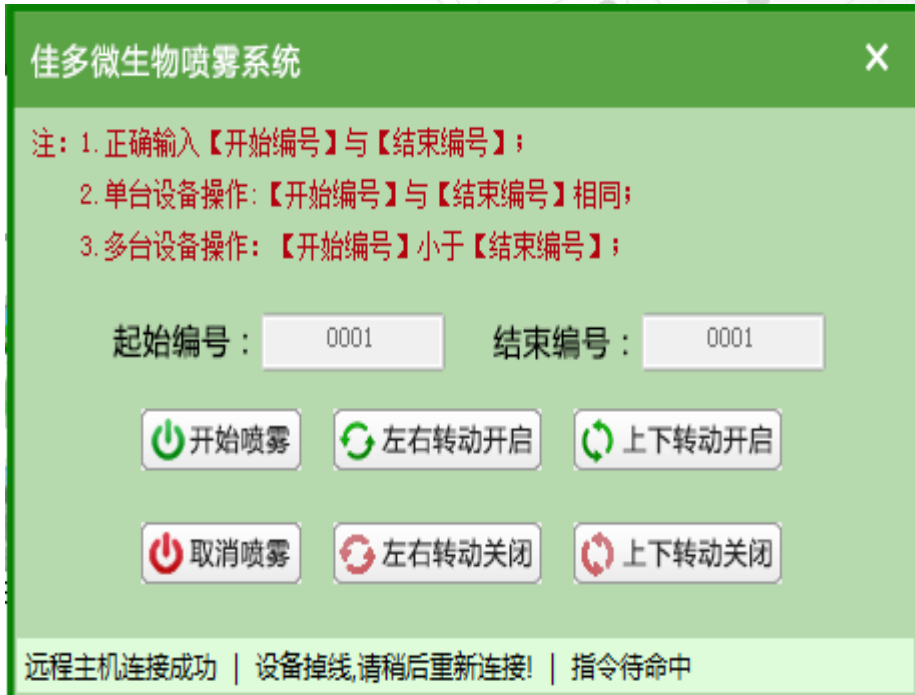 佳多微生物喷雾系统
注：1.正确输入【开始编号】与【结束编号】；
2.单台设备操作:【开始编号】与【结束编号】相同;
3.多台设备操作：【开始编号】小于【结束编号】；
起始编号： 0001 结束编号： 0001
开始喷雾 左右转动开启 上下转动开启
取消喷雾 左右转动关闭 上下转动关闭
远程主机连接成功 | 设备掉线,请稍后重新连接! | 指令待命中